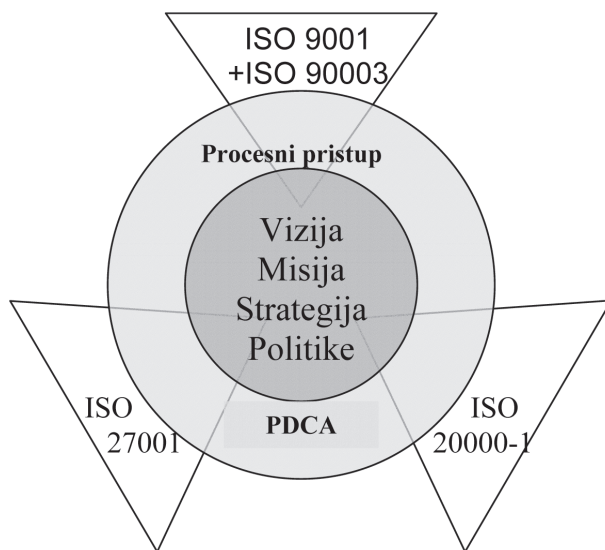 ISO 9001
+ISO 90003
Procesni pristup
Vizija
Misija
Strategija
Politike
ISO
27001
PDCA
ISO
20000-1